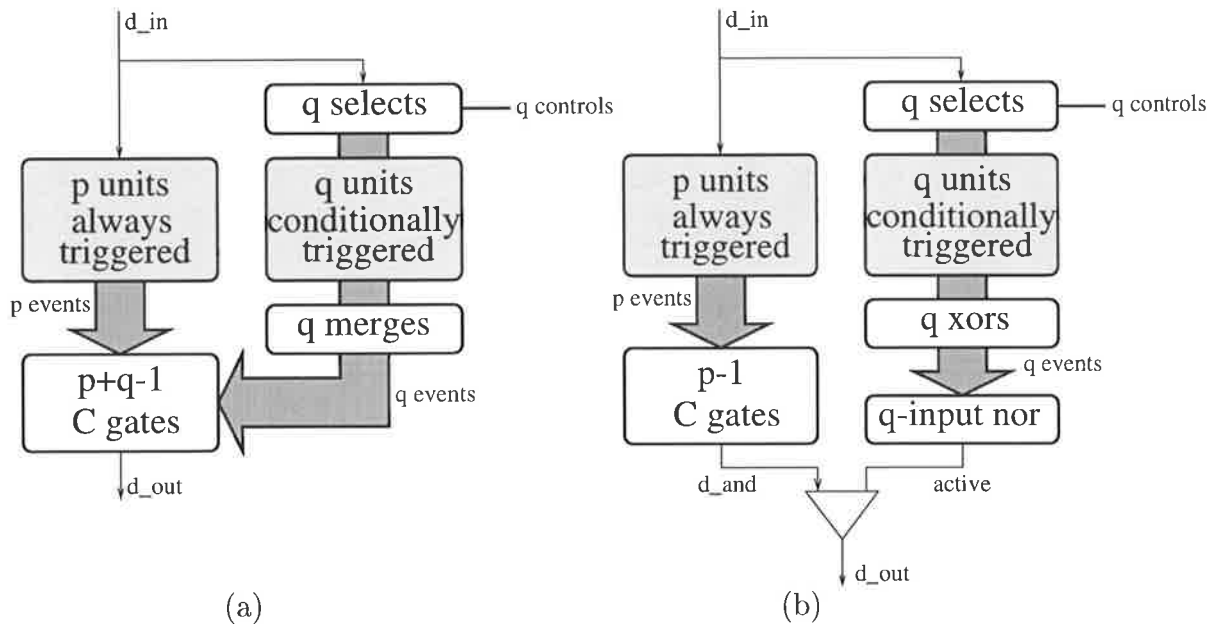 d_in
q selects
q controls
p units
always
triggered
q units
conditionally
triggered
p events
q merges
p+q-1
C gates
q events
d_out
(a)
d_in
q selects
q controls
p units
always
triggered
q units
conditionally
triggered
p events
q xors
q events
p-1
C gates
q-input nor
d_and
active
d_out
(b)